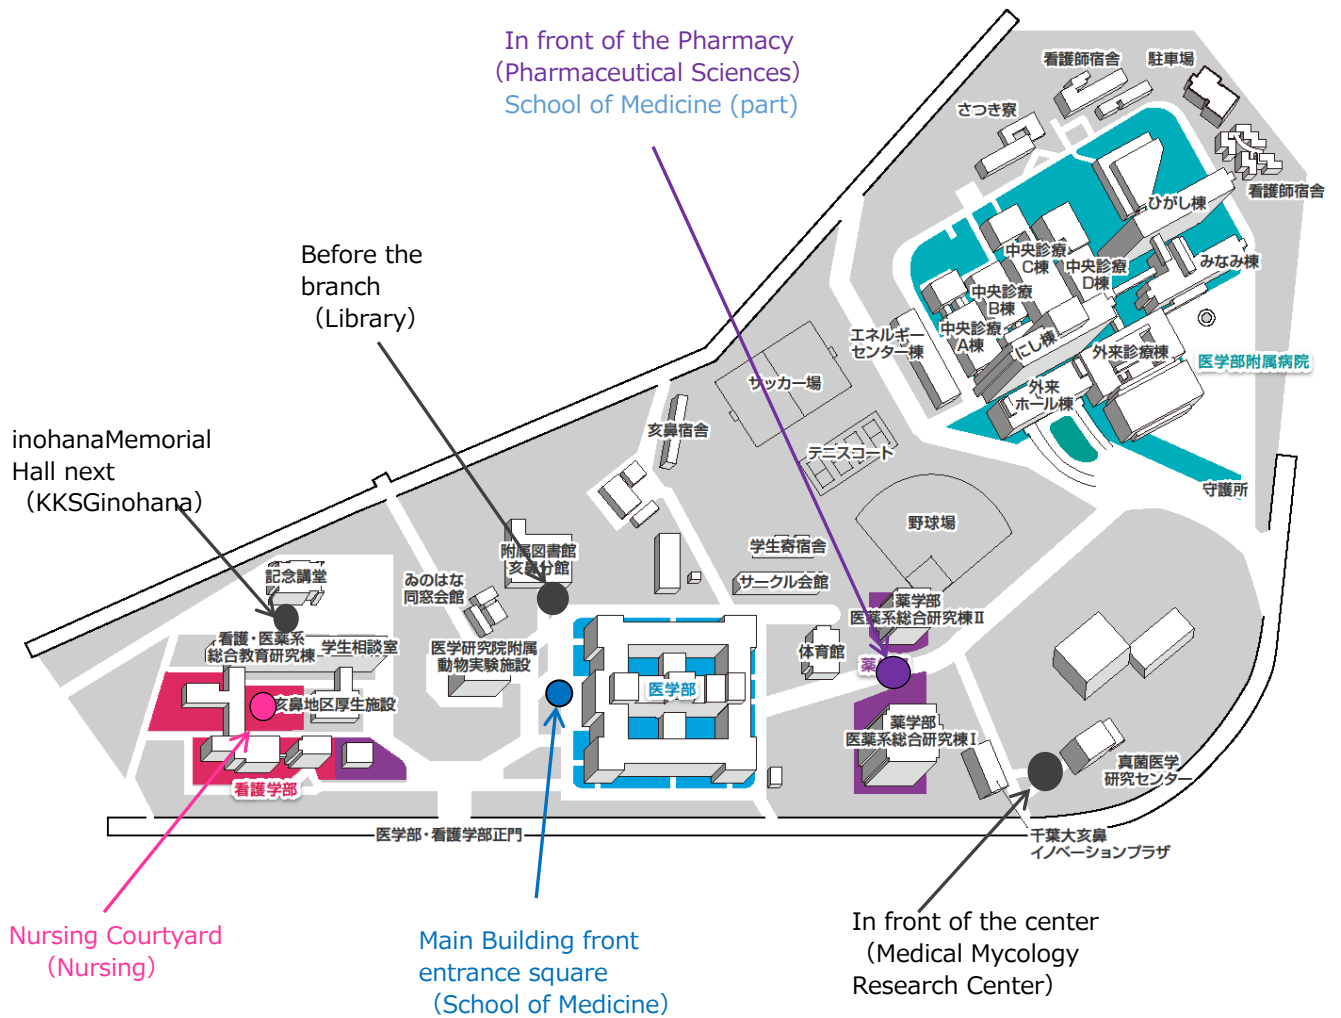 In front of the Pharmacy
（Pharmaceutical Sciences）
School of Medicine (part)
看護師宿舎
駐車場
さつき寮
看護師宿舎
ひがし棟
Before the
branch
（Library）
中央診療
C棟
中央診療
D棟
みなみ棟
中央診療
B棟
中央診療
A棟
エネルギー
センター棟
にし棟
外来診療棟
医学部附属病院
外来
ホール棟
サッカー場
inohanaMemorial
Hall next
（KKSGinohana）
亥鼻宿舎
テニスコート
守護所
野球場
附属図書館
亥鼻分館
学生寄宿舎
記念講堂
ゐのはな
同窓会館
サークル会館
薬学部
医薬系総合研究棟Ⅱ
看護・医薬系
総合教育研究棟
学生相談室
医学研究院附属
動物実験施設
体育館
薬
医学部
亥鼻地区厚生施設
薬学部
医薬系総合研究棟Ⅰ
真菌医学
研究センター
看護学部
医学部・看護学部正門
千葉大亥鼻
イノベーションプラザ
Nursing Courtyard
（Nursing）
Main Building front
entrance square
（School of Medicine）
In front of the center
（Medical Mycology
Research Center）